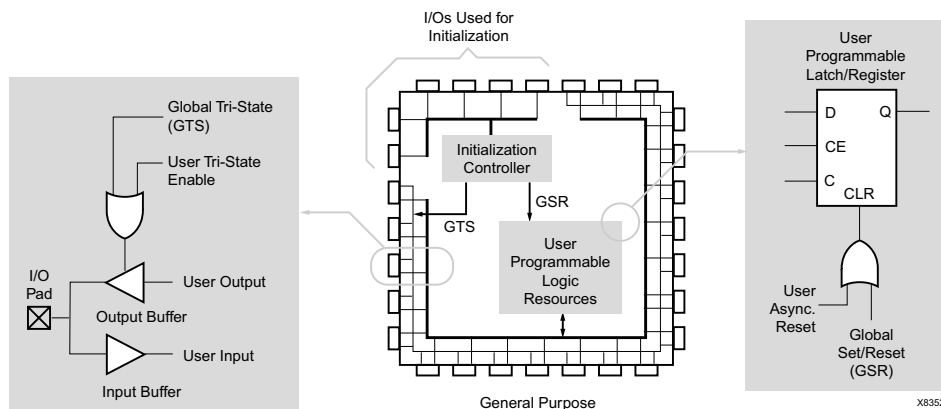 I/Os Used for
Initialization
Global Tri-State
(GTS)
User Tri-State
Enable
I/O
Pad
User Output
Output Buffer
User Input
Input Buffer
Initialization
Controller
GTS
GSR
User
Programmable
Logic
Resources
General Purpose
User
Programmable
Latch/Register
D
Q
CE
C
CLR
User
Async.
Reset
Global
Set/Reset
(GSR)
X8352